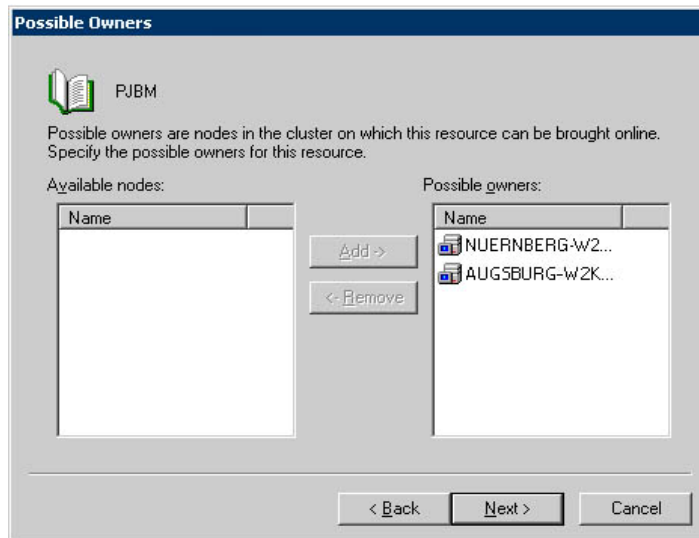 Possible Owners
PJBM
Possible owners are nodes in the cluster on which this resource can be brought online.
Specify the possible owners for this resource.
Available nodes:
Possible owners:
Name
Name
Add ->
NUERNBERG-W2...
AUGSBURG-W2K...
<- Remove
< Back
Next >
Cancel